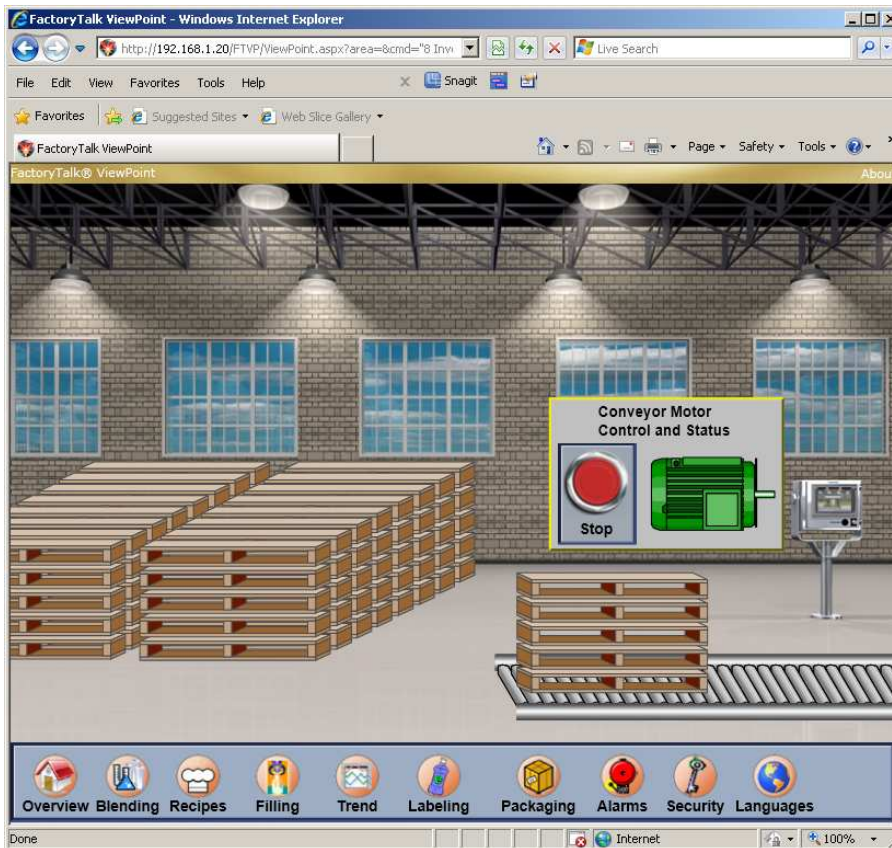 FactoryTalk ViewPoint - Windows Internet Explorer
http://192.168.1.20/FTVP/ViewPoint.aspx?area=&cmd="8 Inv
Live Search
File Edit View Favorites Tools Help
Snagit
Favorites Suggested Sites Web Slice Gallery
FactoryTalk ViewPoint
Page Safety Tools
FactoryTalk® ViewPoint
Abou
Conveyor Motor
Control and Status
Stop
Overview Blending Recipes Filling Trend Labeling Packaging Alarms Security Languages
Done
Internet
100%